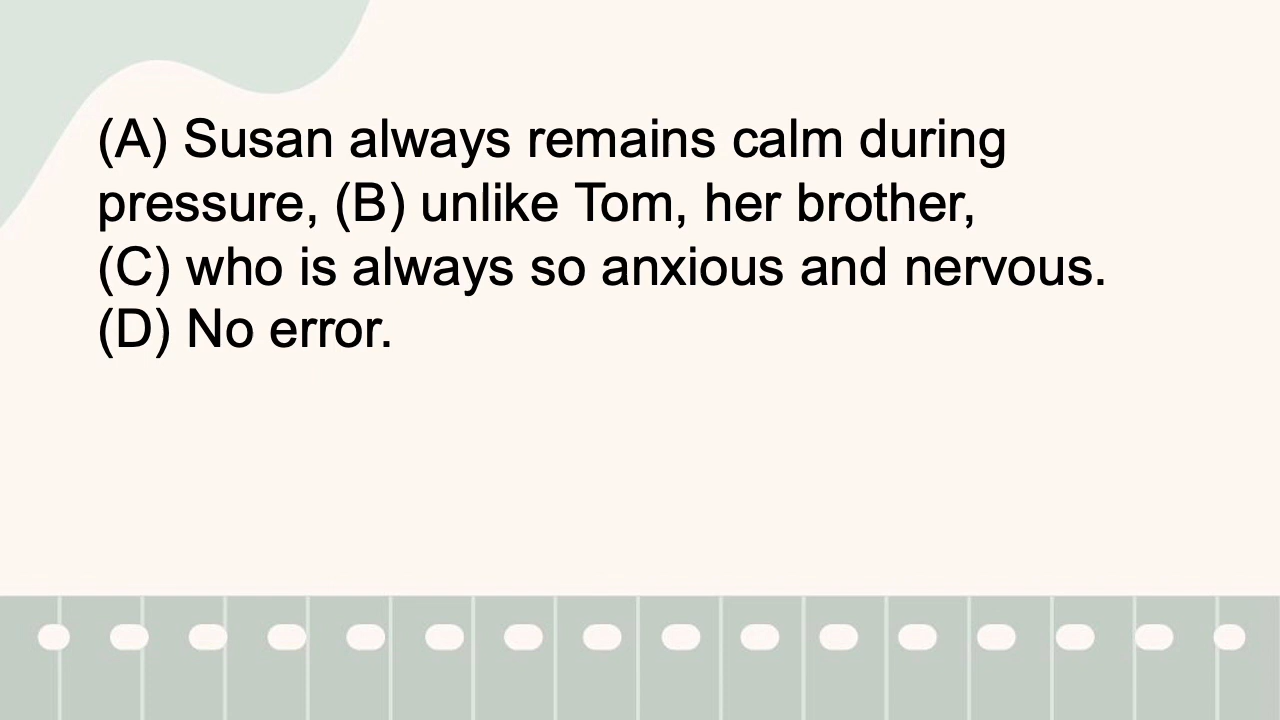 (A) Susan always remains calm during
pressure, (B) unlike Tom, her brother,
(C) who is always so anxious and nervous.
(D) No error.